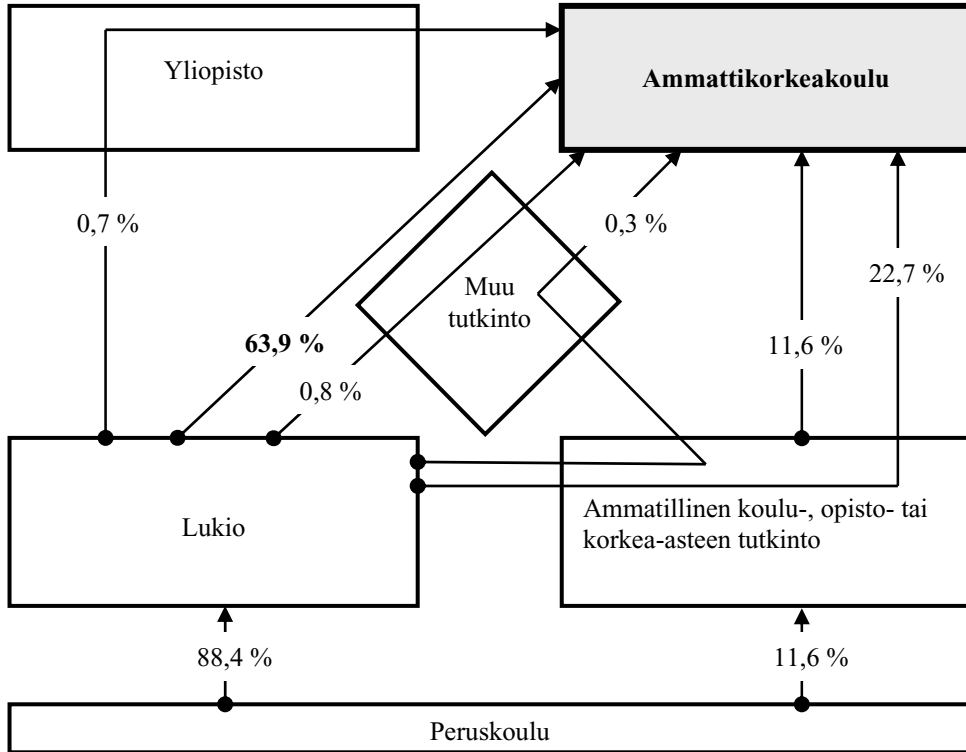 Yliopisto
Ammattikorkeakoulu
0,7 %
0,3 %
22,7 %
Muu
tutkinto
63,9 %
11,6 %
0,8 %
Lukio
Ammatillinen koulu-, opisto- tai
korkea-asteen tutkinto
88,4 %
11,6 %
Peruskoulu